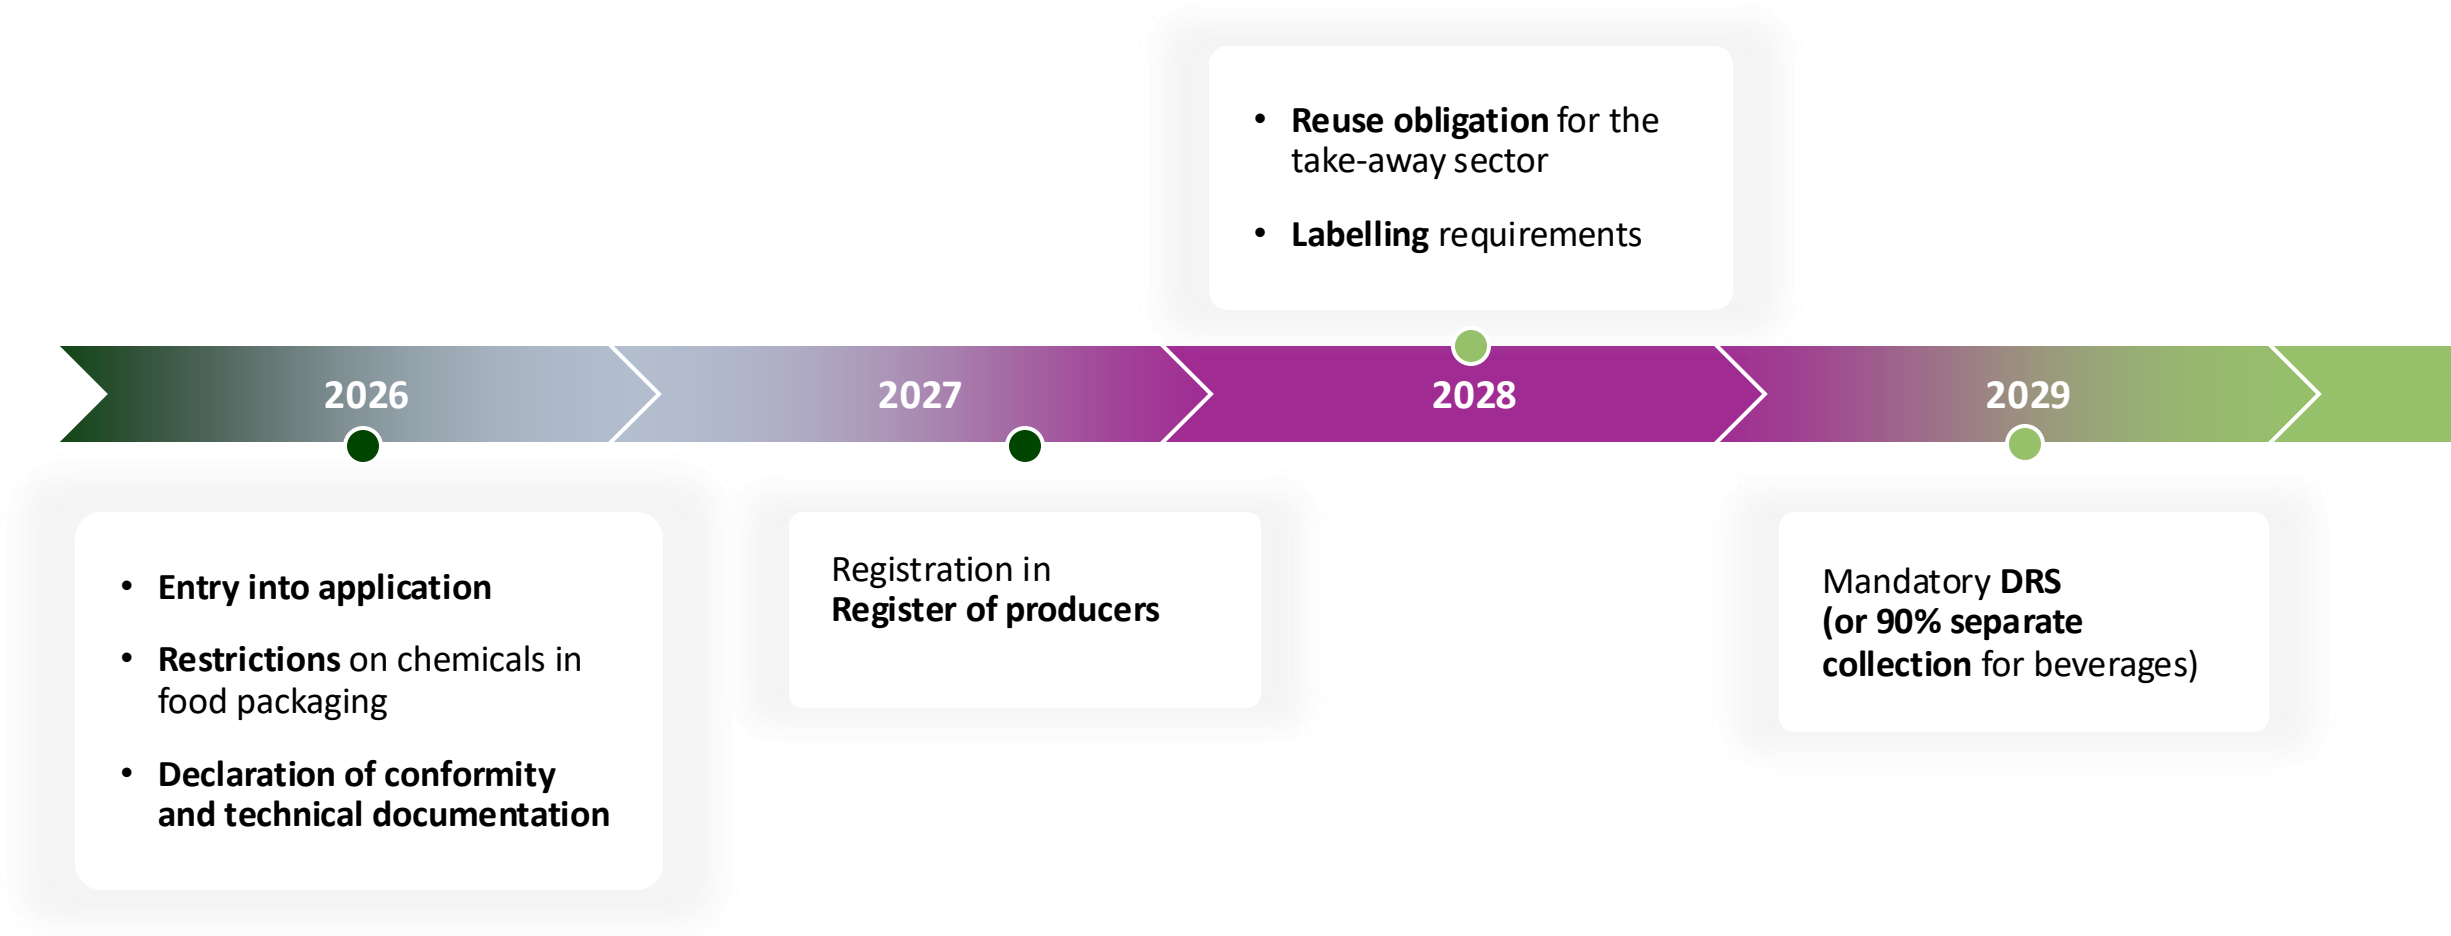 • Reuse obligation for the
take-away sector
• Labelling requirements
2026
2027
2028
2029
• Entry into application
• Restrictions on chemicals in
food packaging
• Declaration of conformity
and technical documentation
Registration in
Register of producers
Mandatory DRS
(or 90% separate
collection for beverages)